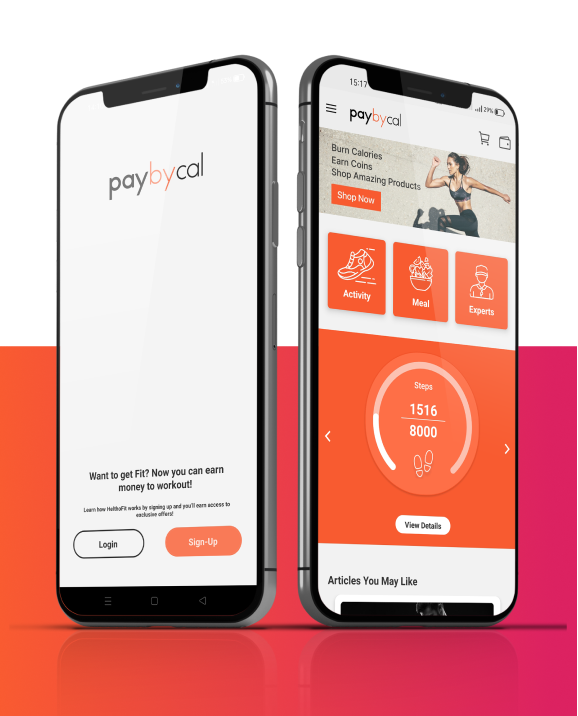 paybycal
Want to get Fit? Now you can earn
money to workout!
Learn how HelthoFit works by signing up and you'll earn access to
exclusive offers!
Login
Sign-Up
15:17
29%
paybycal
Burn Calories
Earn Coins
Shop Amazing Products
Shop Now
Activity
Meal
Experts
Steps
1516
8000
View Details
Articles You May Like